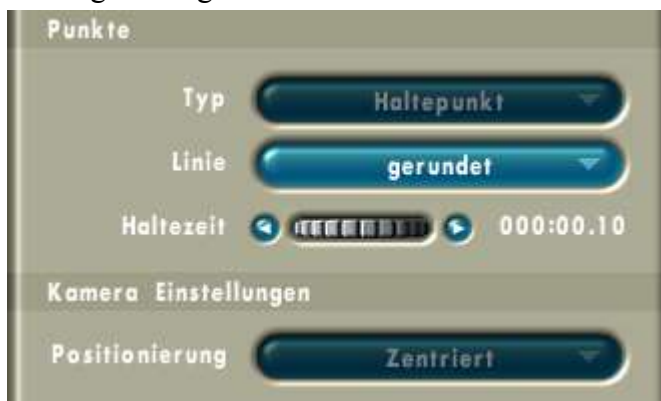 Punkte
Typ Haltepunkt
Linie gerundet
Haltezeit 000:00.10
Kamera Einstellungen
Positionierung Zentriert